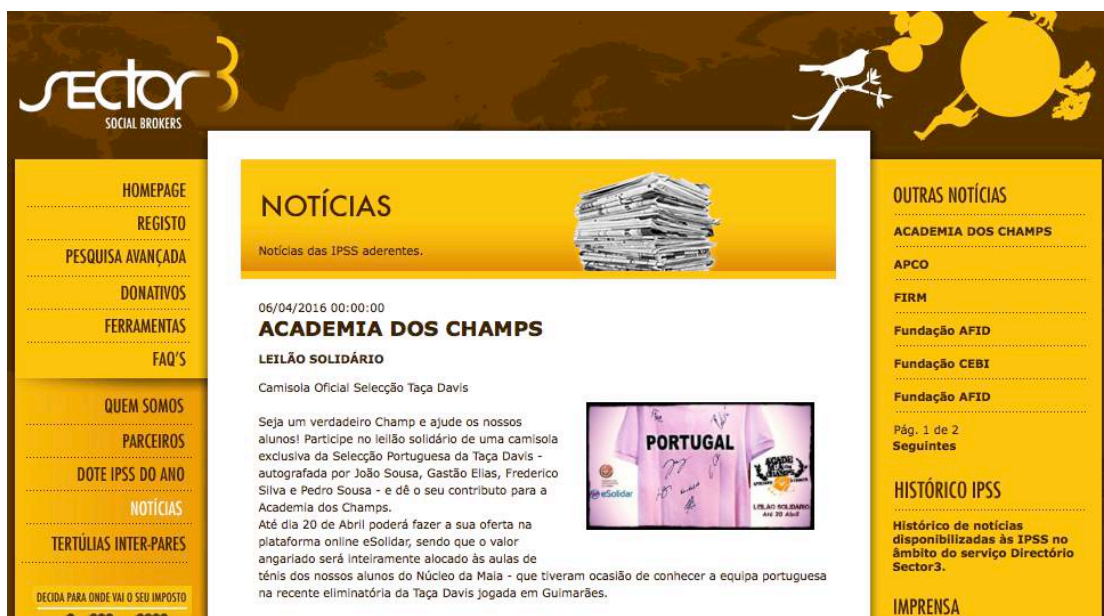 sector3
SOCIAL BROKERS
HOMEPAGE
REGISTO
PESQUISA AVANÇADA
DONATIVOS
FERRAMENTAS
FAQ'S
QUEM SOMOS
PARCEIROS
DOTE IPSS DO ANO
NOTÍCIAS
TERTÚLIAS INTER-PARES
DECIDA PARA ONDE VAI O SEU IMPOSTO
NOTÍCIAS
Notícias das IPSS aderentes.
06/04/2016 00:00:00
ACADEMIA DOS CHAMPS
LEILÃO SOLIDÁRIO
Camisola Oficial Selecção Taça Davis
Seja um verdadeiro Champ e ajude os nossos
alunos! Participe no leilão solidário de uma camisola
exclusiva da Selecção Portuguesa da Taça Davis -
autografada por João Sousa, Gastão Elias, Frederico
Silva e Pedro Sousa - e dê o seu contributo para a
Academia dos Champs.
Até dia 20 de Abril poderá fazer a sua oferta na
plataforma online eSolidar, sendo que o valor
angariado será inteiramente alocado às aulas de
ténis dos nossos alunos do Núcleo da Maia - que tiveram ocasião de conhecer a equipa portuguesa
na recente eliminatória da Taça Davis jogada em Guimarães.
PORTUGAL
eSolidar
ACADEMIA DOS CHAMPS
LEILÃO SOLIDÁRIO
Até 20 Abril
OUTRAS NOTÍCIAS
ACADEMIA DOS CHAMPS
APCO
FIRM
Fundação AFID
Fundação CEBI
Fundação AFID
Pág. 1 de 2
Seguintes
HISTÓRICO IPSS
Histórico de notícias
disponibilizadas às IPSS no
âmbito do serviço Directório
Sector3.
IMPRENSA